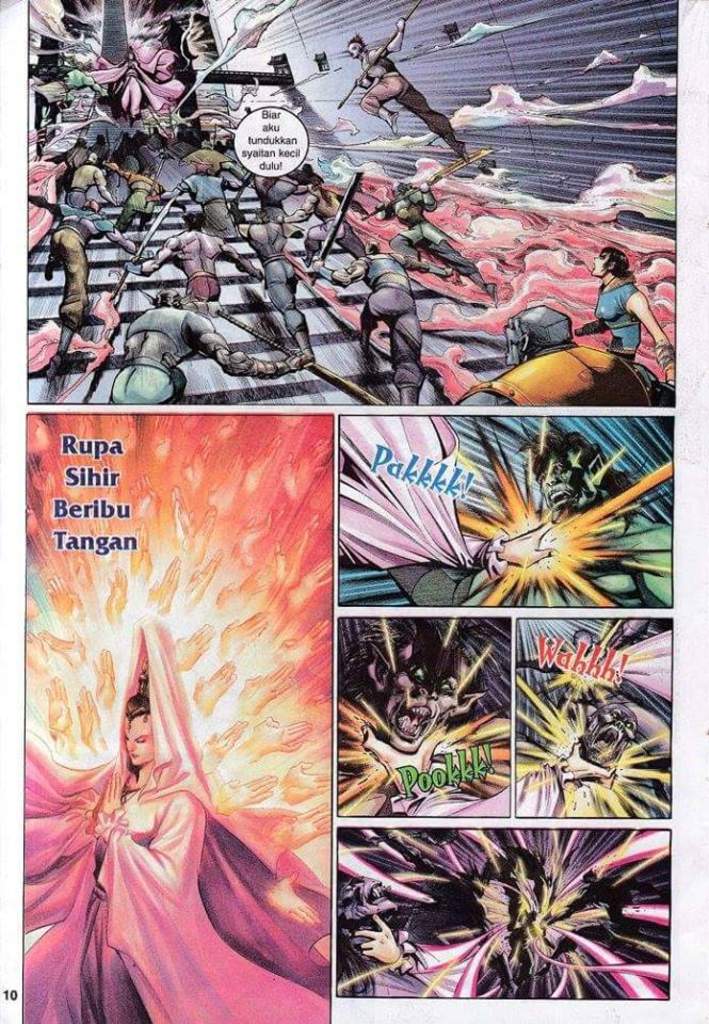 Biar
aku
tundukkan
syaitan kecil
dulu!
Rupa
Sihir
Beribu
Tangan
Pakkkk!
Pookkk!
Wahhh!
10